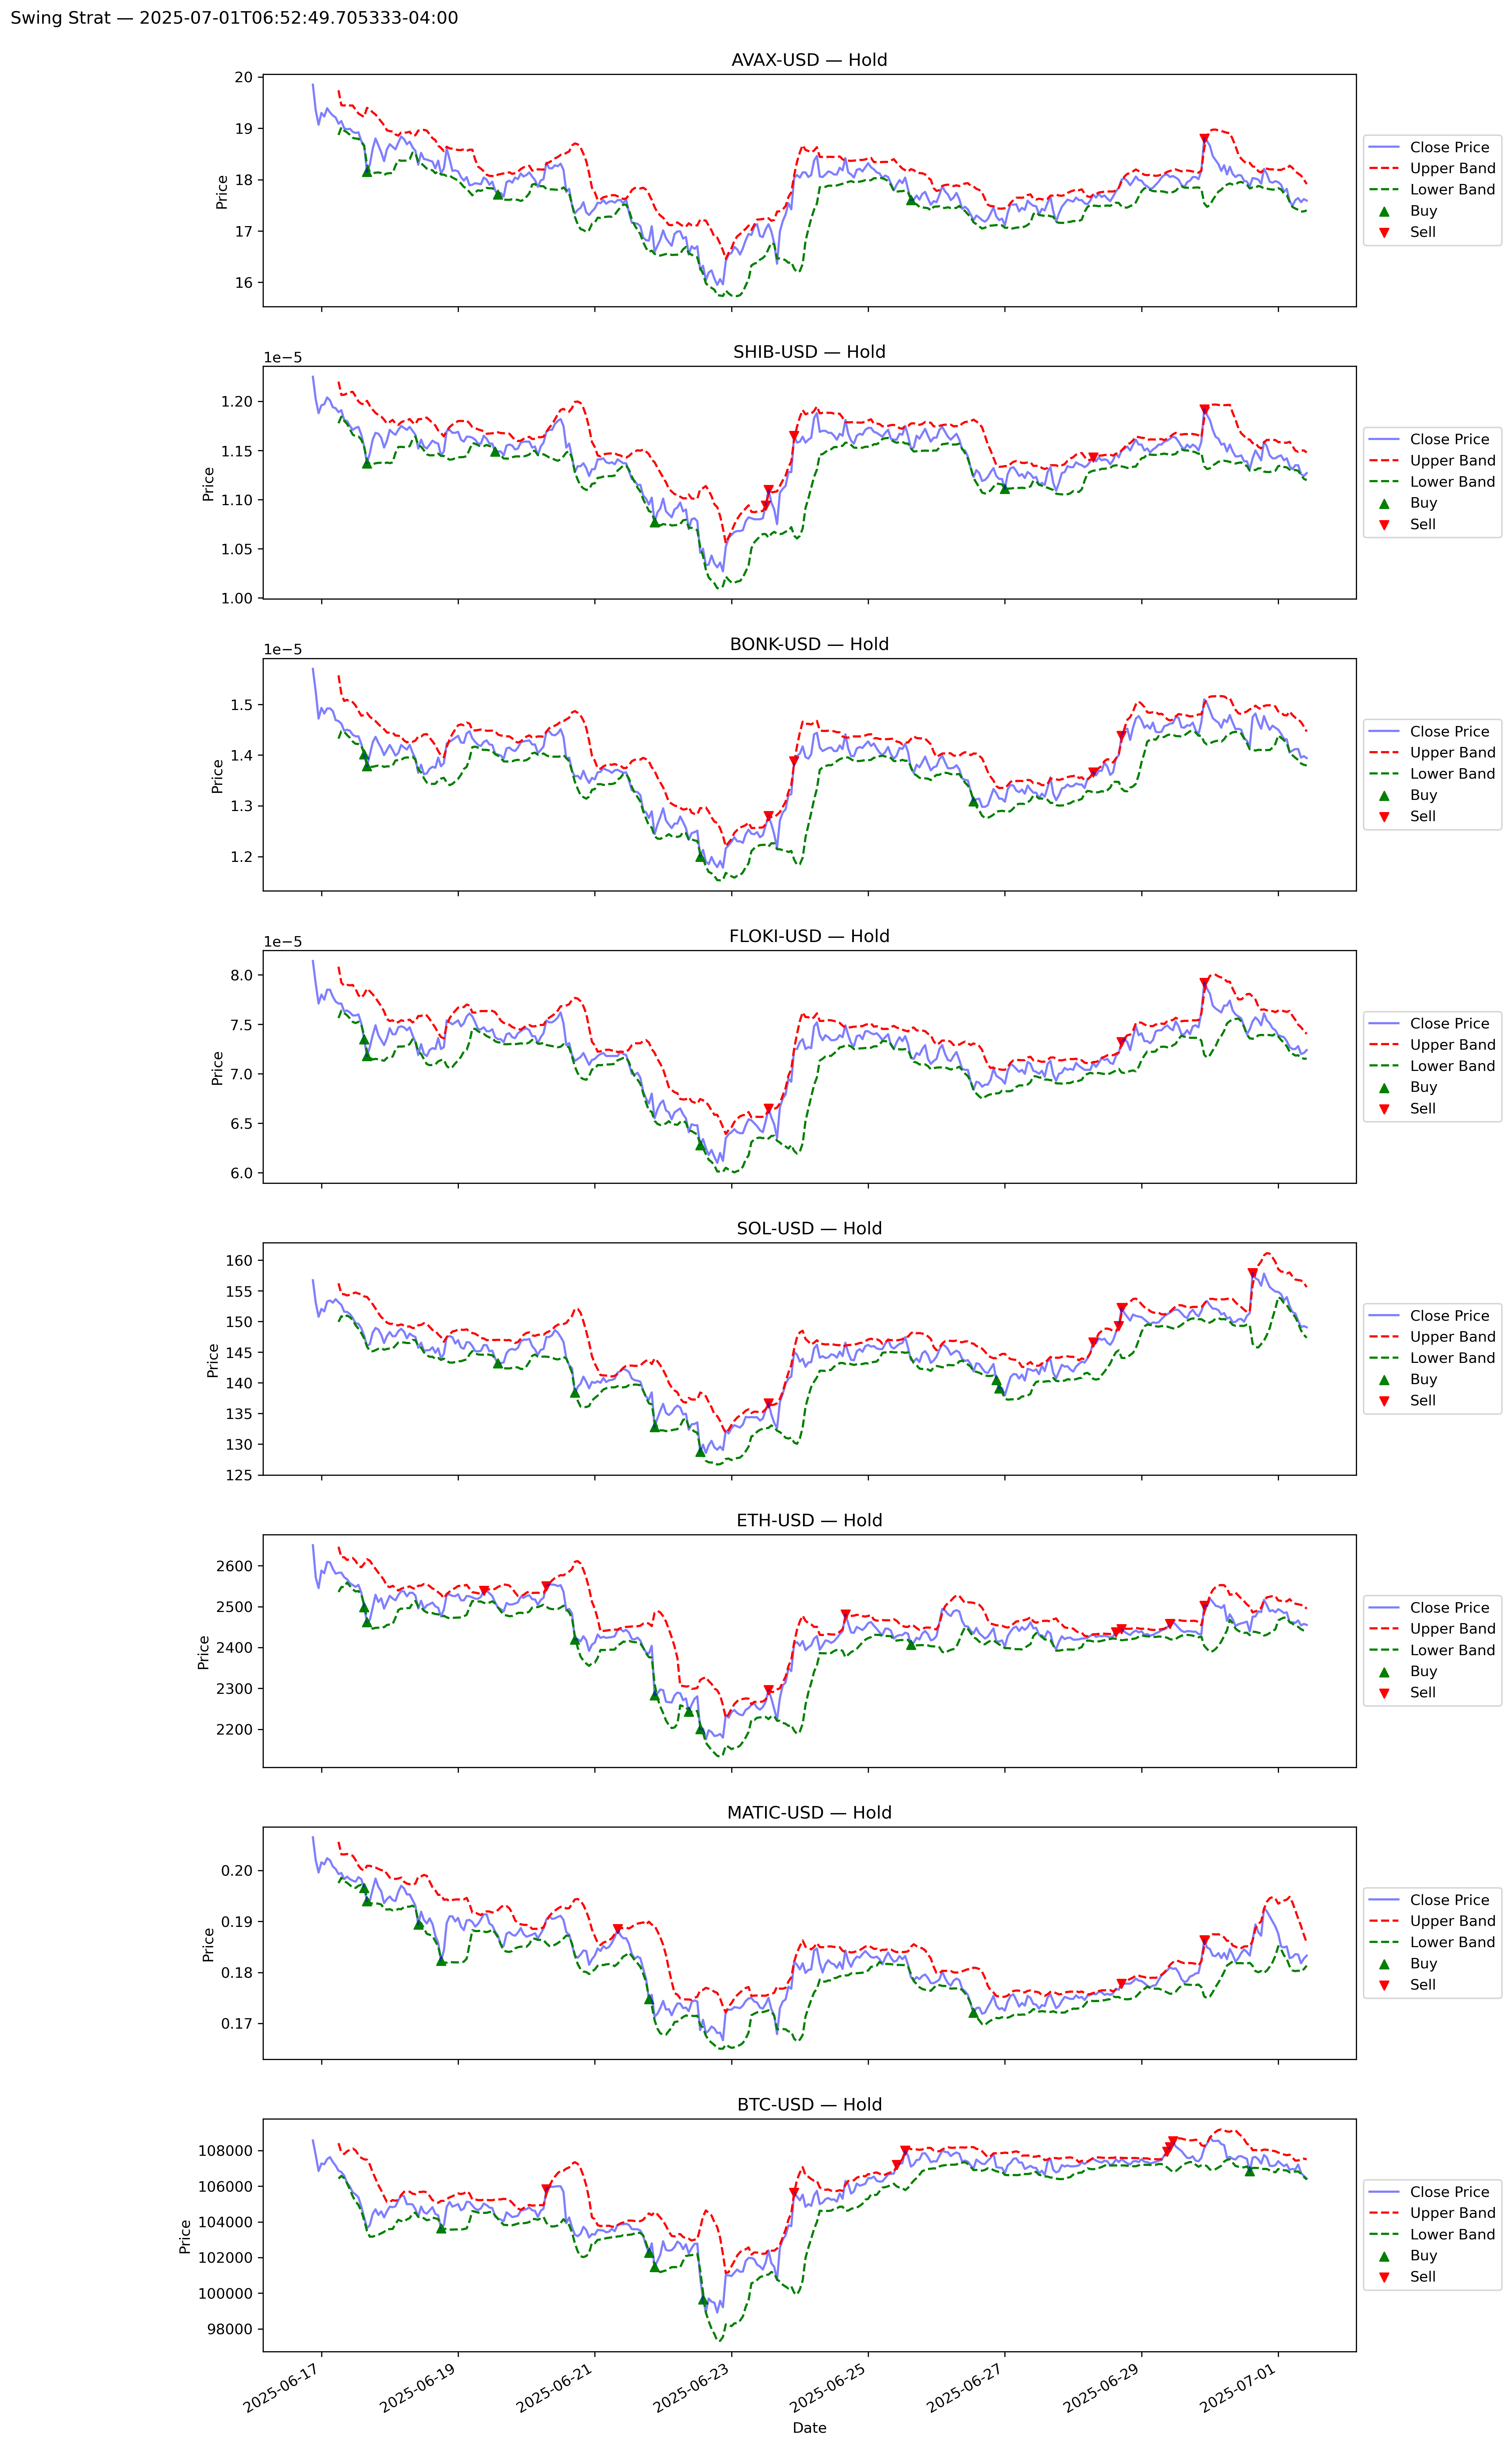 Swing Strat — 2025-07-01T06:52:49.705333-04:00
AVAX-USD — Hold
20
19
18
17
16
Price
Close Price
Upper Band
Lower Band
Buy
Sell
SHIB-USD — Hold
1e−5
1.20
1.15
1.10
1.05
1.00
Price
Close Price
Upper Band
Lower Band
Buy
Sell
BONK-USD — Hold
1e−5
1.5
1.4
1.3
1.2
Price
Close Price
Upper Band
Lower Band
Buy
Sell
FLOKI-USD — Hold
1e−5
8.0
7.5
7.0
6.5
6.0
Price
Close Price
Upper Band
Lower Band
Buy
Sell
SOL-USD — Hold
160
155
150
145
140
135
130
125
Price
Close Price
Upper Band
Lower Band
Buy
Sell
ETH-USD — Hold
2600
2500
2400
2300
2200
Price
Close Price
Upper Band
Lower Band
Buy
Sell
MATIC-USD — Hold
0.20
0.19
0.18
0.17
Price
Close Price
Upper Band
Lower Band
Buy
Sell
BTC-USD — Hold
108000
106000
104000
102000
100000
98000
Price
Close Price
Upper Band
Lower Band
Buy
Sell
2025-06-17
2025-06-19
2025-06-21
2025-06-23
2025-06-25
2025-06-27
2025-06-29
2025-07-01
Date